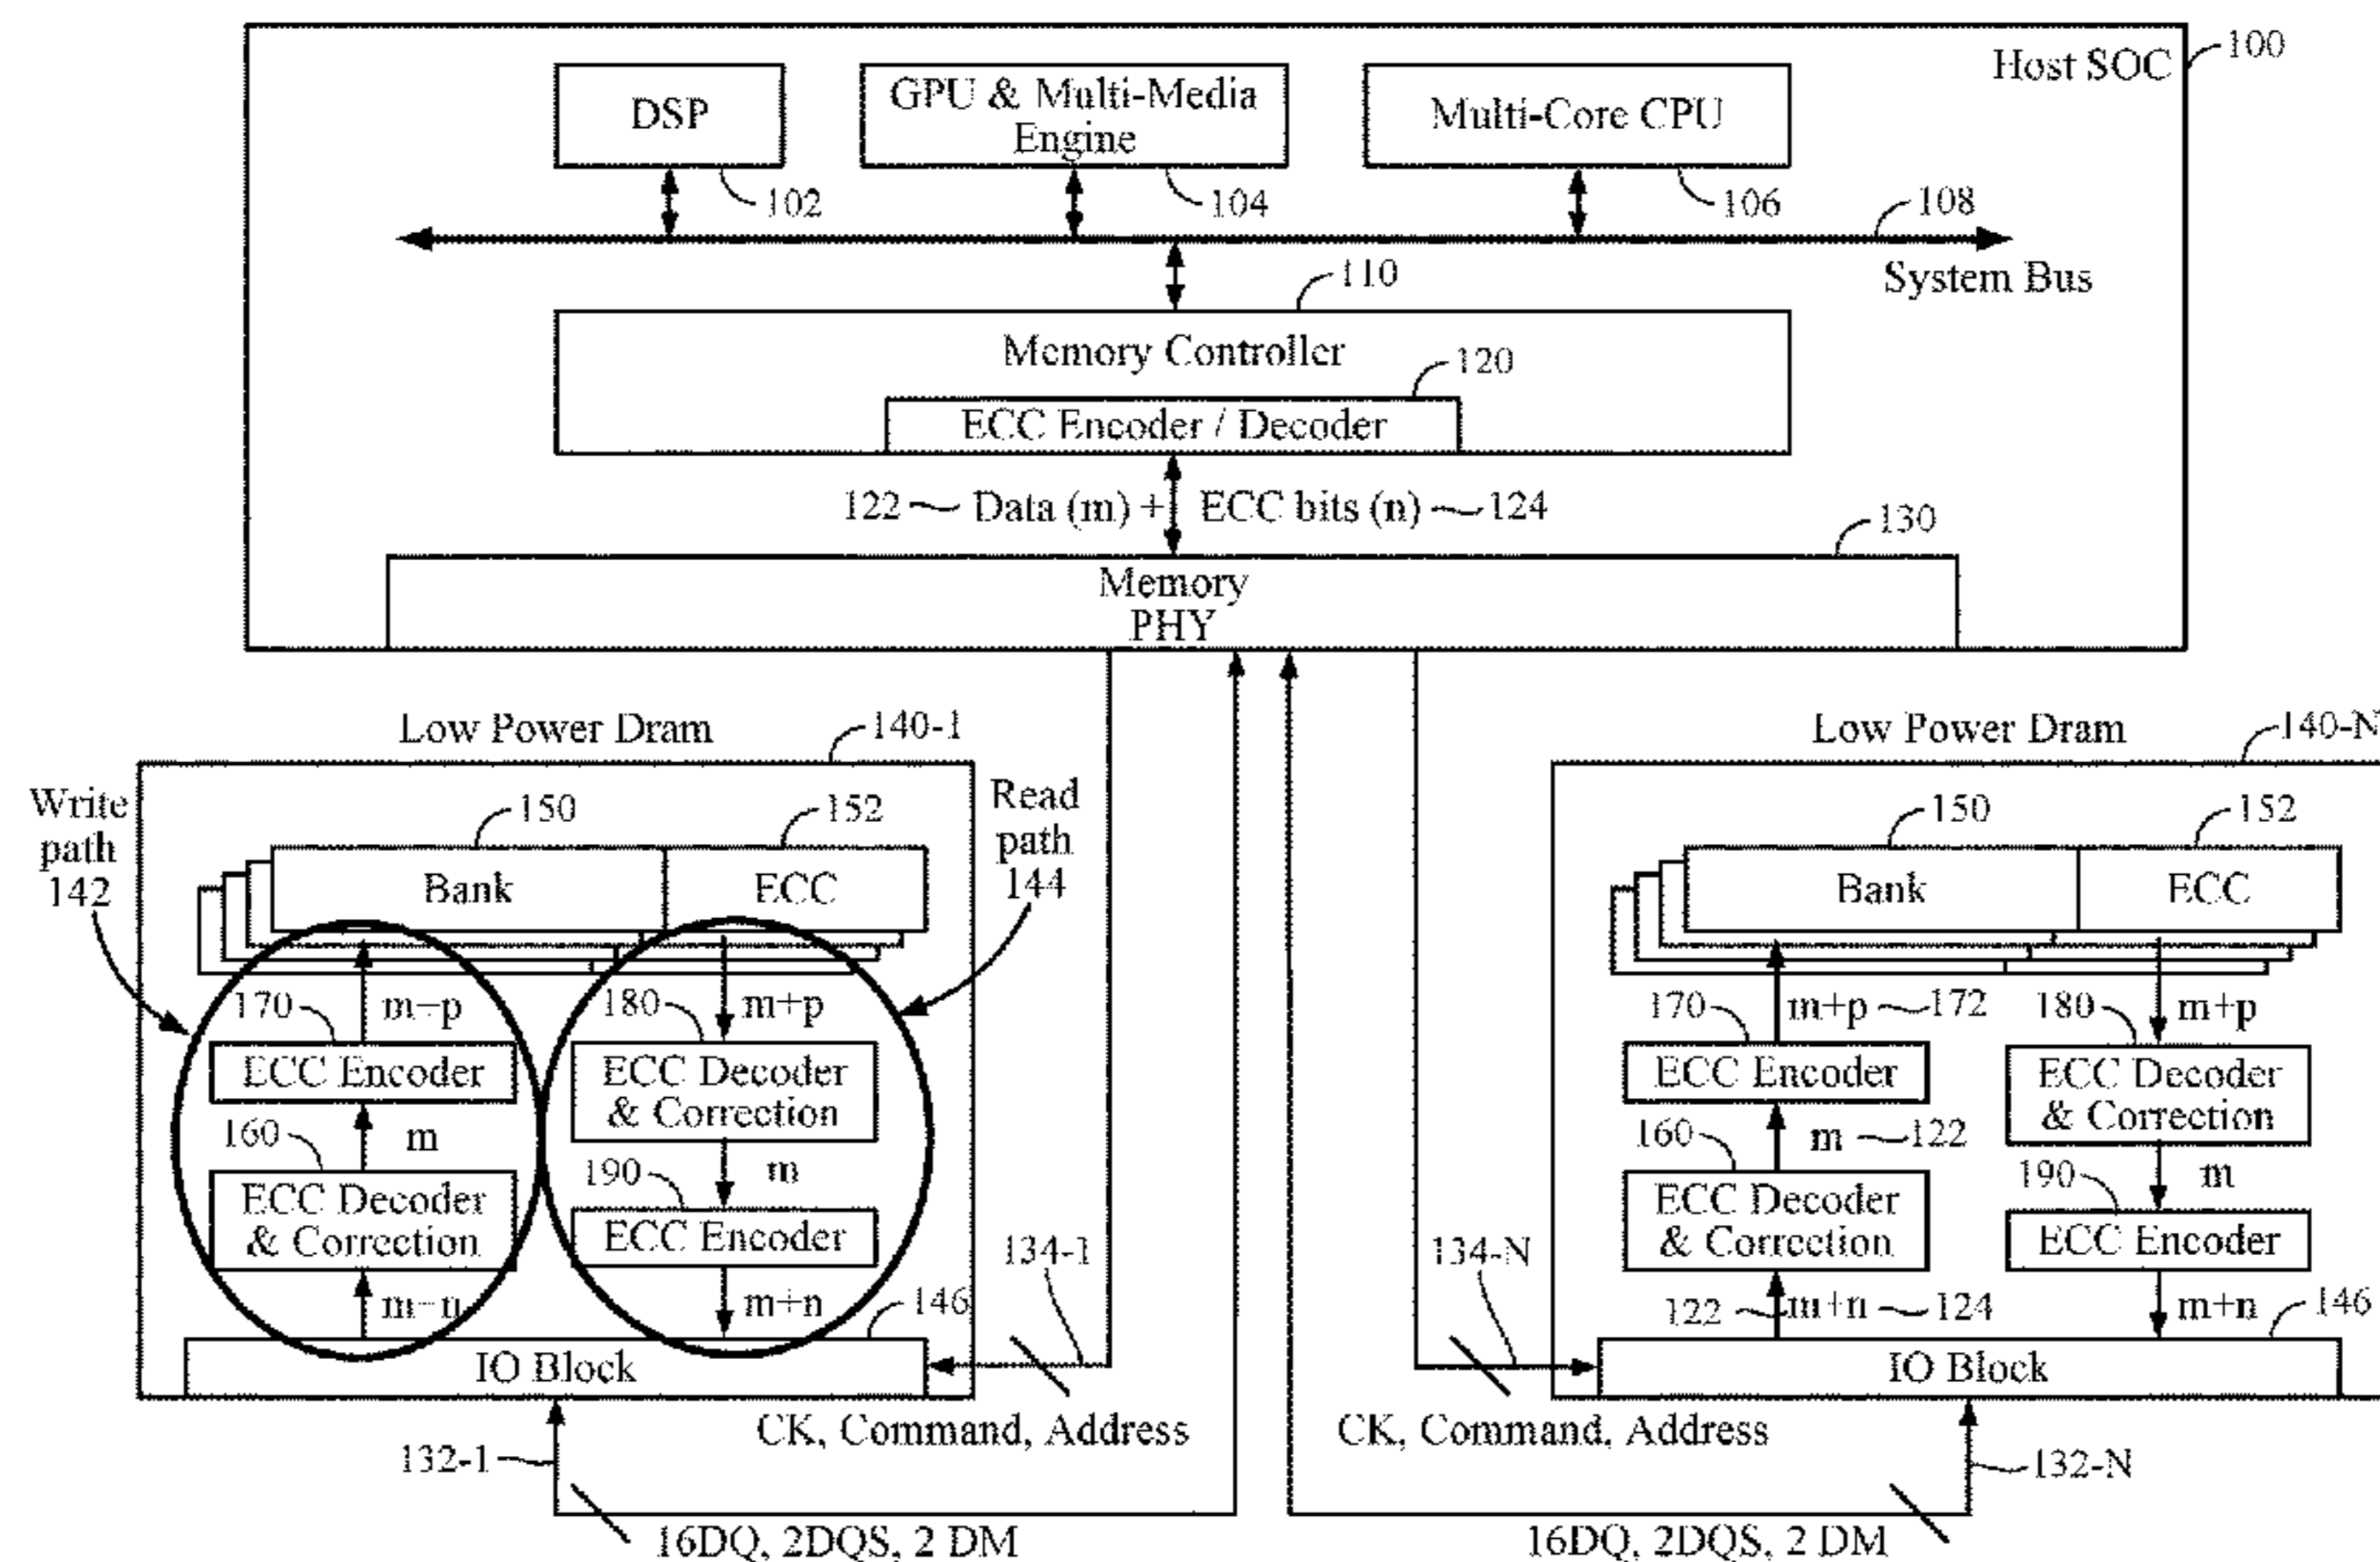 Host SOC
100
DSP
GPU & Multi-Media
Engine
Multi-Core CPU
102
104
106
108
System Bus
110
Memory Controller
120
ECC Encoder / Decoder
122 Data (m) + ECC bits (n) 124
130
Memory
PHY
Low Power Dram
140-1
Write
path
142
150
152
Read
path
144
Bank
ECC
170
m-p
180
m+p
ECC Encoder
ECC Decoder
& Correction
160
m
m
190
ECC Decoder
& Correction
ECC Encoder
m-n
m+n
146
IO Block
134-1
CK, Command, Address
132-1
16DQ, 2DQS, 2 DM
Low Power Dram
140-N
150
152
Bank
ECC
170
m+p 172
180
m+p
ECC Encoder
ECC Decoder
& Correction
160
m 122
m
190
ECC Decoder
& Correction
ECC Encoder
122 m+n 124
m+n
146
IO Block
134-N
CK, Command, Address
132-N
16DQ, 2DQS, 2 DM